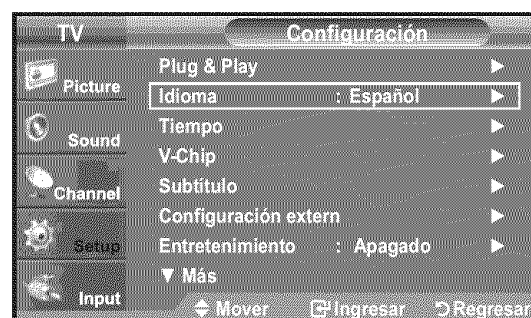 TV
Configuración
Picture
Sound
Channel
Setup
Input
Plug & Play ▶
Idioma : Español ▶
Tiempo ▶
V-Chip ▶
Subtítulo ▶
Configuración extern ▶
Entretenimiento : Apagado ▶
▼ Más
Mover Ingresar Regresar